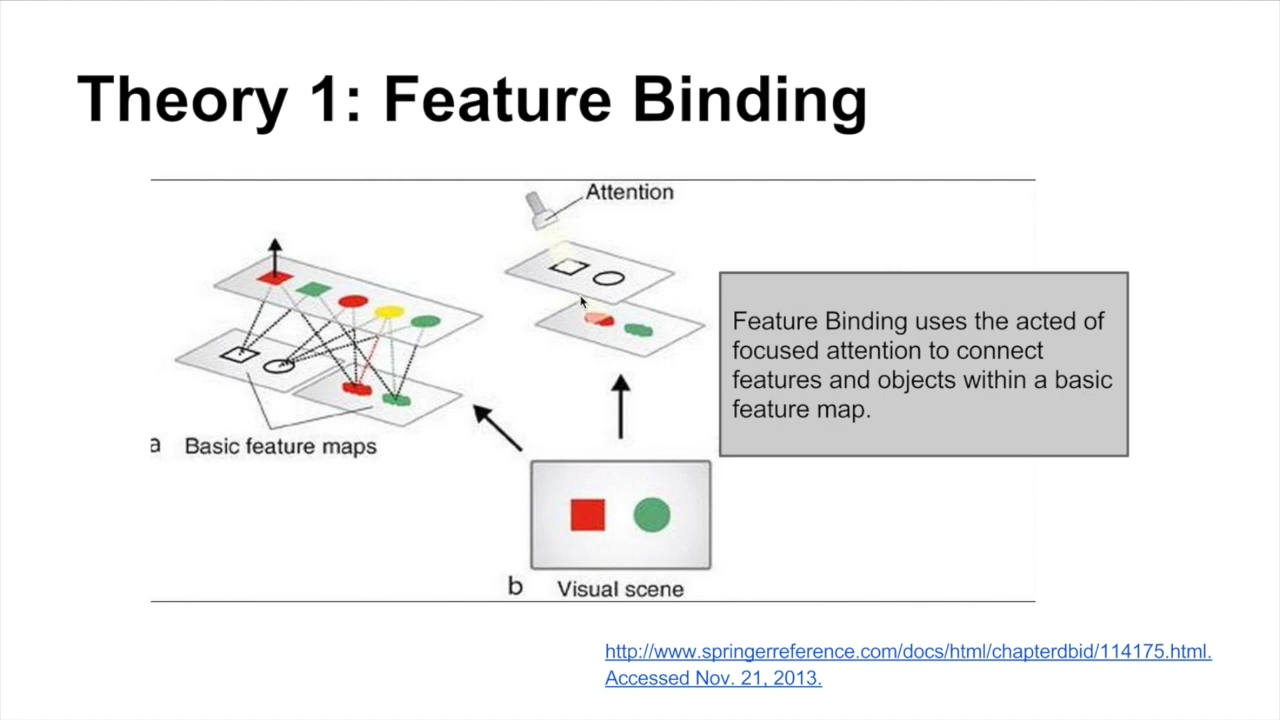 Theory 1: Feature Binding
Attention
Feature Binding uses the acted of
focused attention to connect
features and objects within a basic
feature map.
a Basic feature maps
b Visual scene
http://www.springerreference.com/docs/html/chapterdbid/114175.html.
Accessed Nov. 21, 2013.